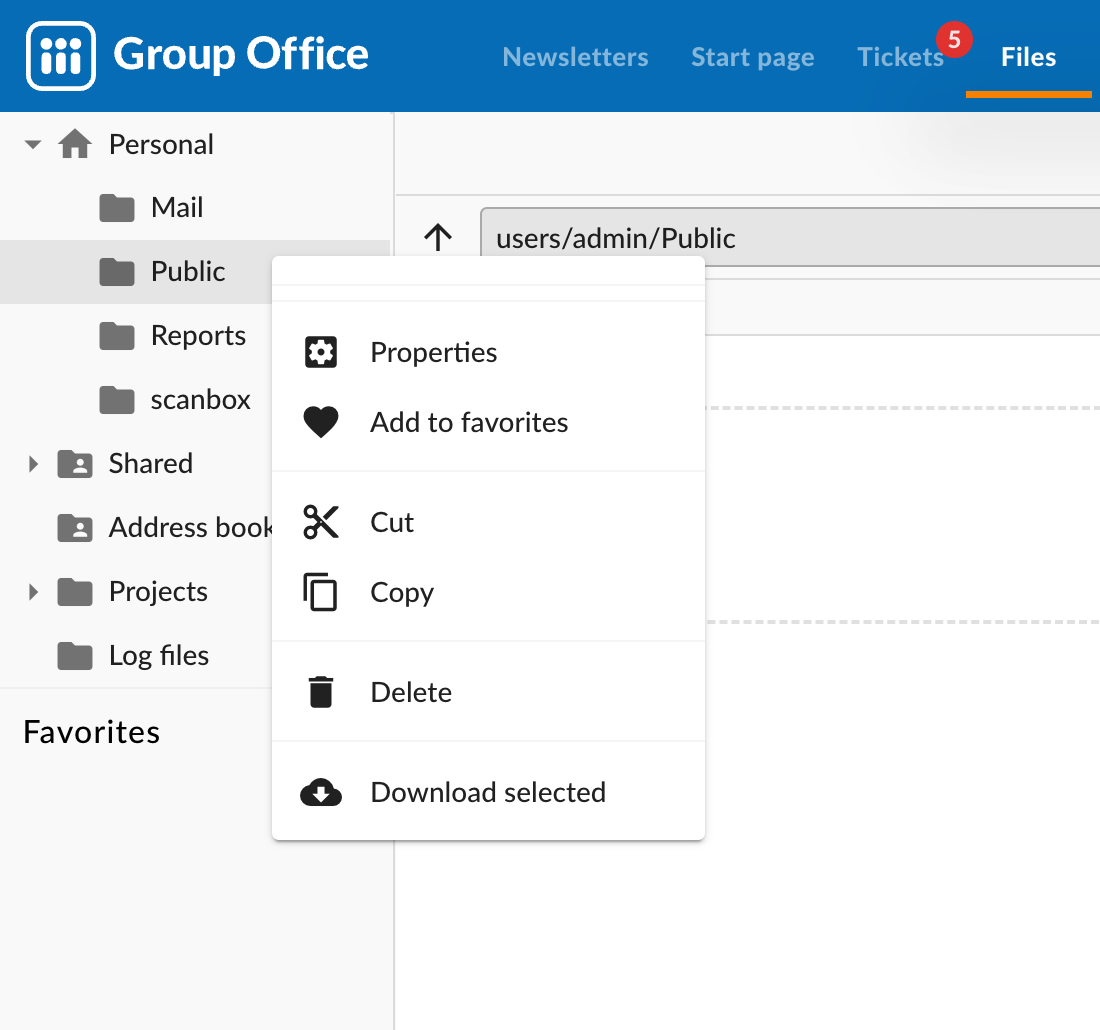 Group Office
Newsletters
Start page
Tickets
5
Files
Personal
Mail
Public
Reports
scanbox
Shared
Address book
Projects
Log files
Favorites
users/admin/Public
Properties
Add to favorites
Cut
Copy
Delete
Download selected